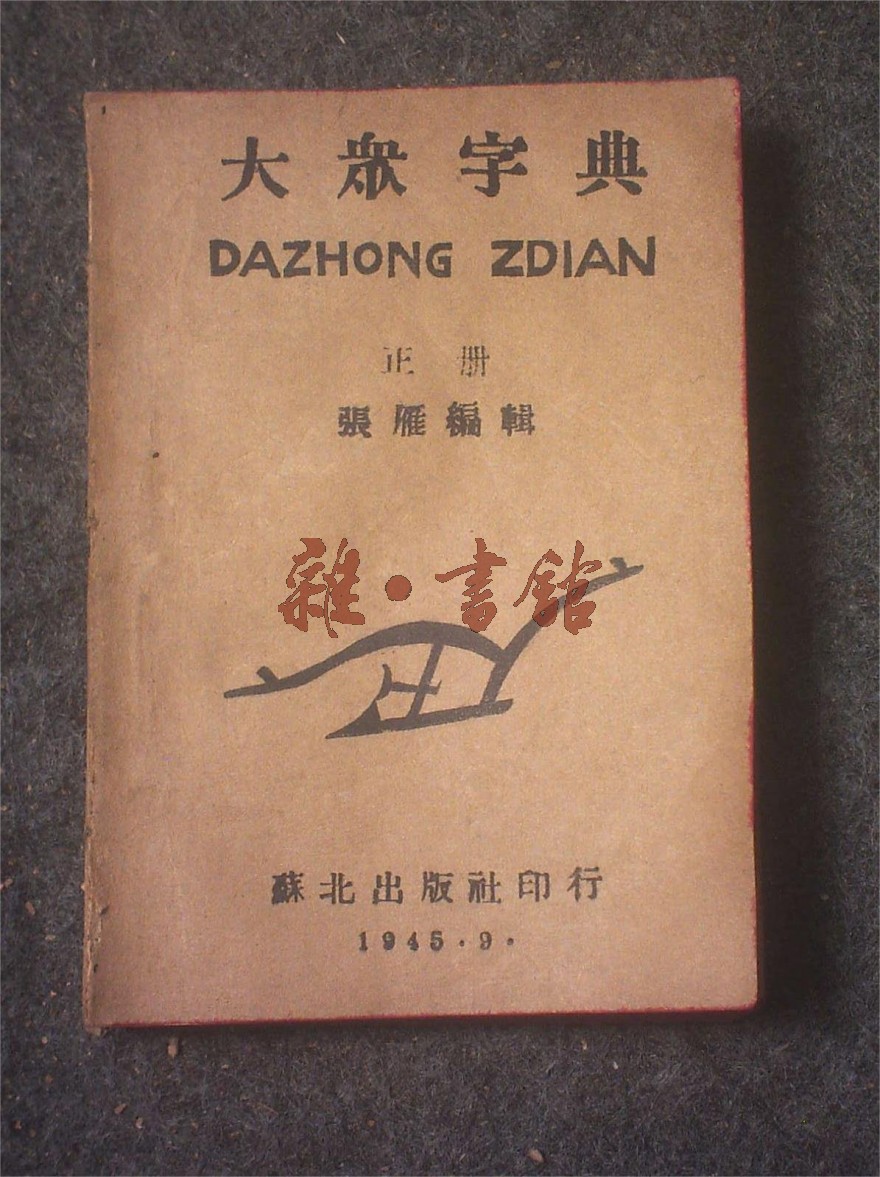 大眾字典
DAZHONG ZDIAN
正册
張雁編輯
雜·書館
蘇北出版社印行
1945.9.